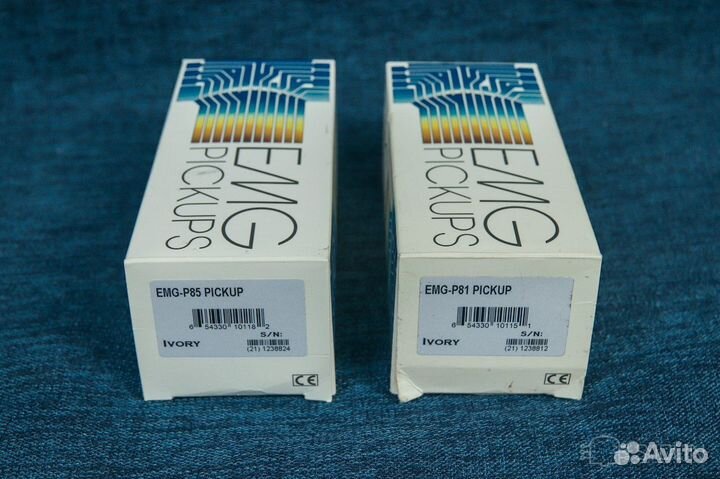 EMG
PICKUPS
EMG-P85 PICKUP
6 54330 10118 2
S/N:
IVORY
(21) 1238824
CE
EMG
PICKUPS
EMG-P81 PICKUP
6 54330 10115 1
S/N:
IVORY
(21) 1238812
CE
Avito